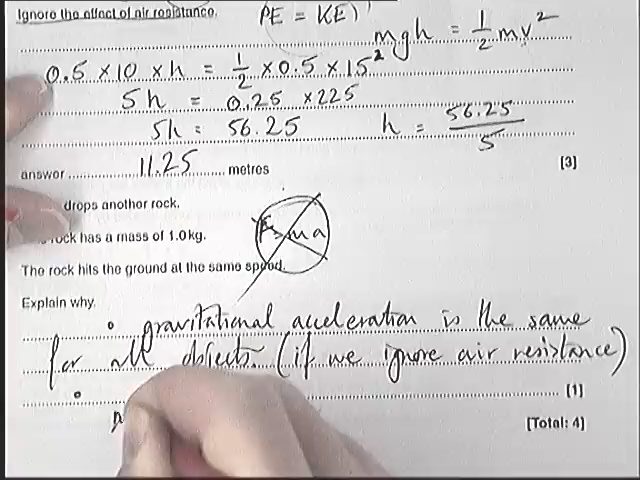 Ignore the effect of air resistance.
PE = KE)
mgh = 1/2 mv²
0.5 × 10 × h = 1/2 × 0.5 × 15²
5h = 0.25 × 225
5h = 56.25 h = 56.25/5
[3]
answer 11.25 metres
drops another rock.
rock has a mass of 1.0kg.
F = ma
The rock hits the ground at the same speed.
Explain why.
gravitational acceleration is the same
for all objects. (if we ignore air resistance)
[1]
[Total: 4]